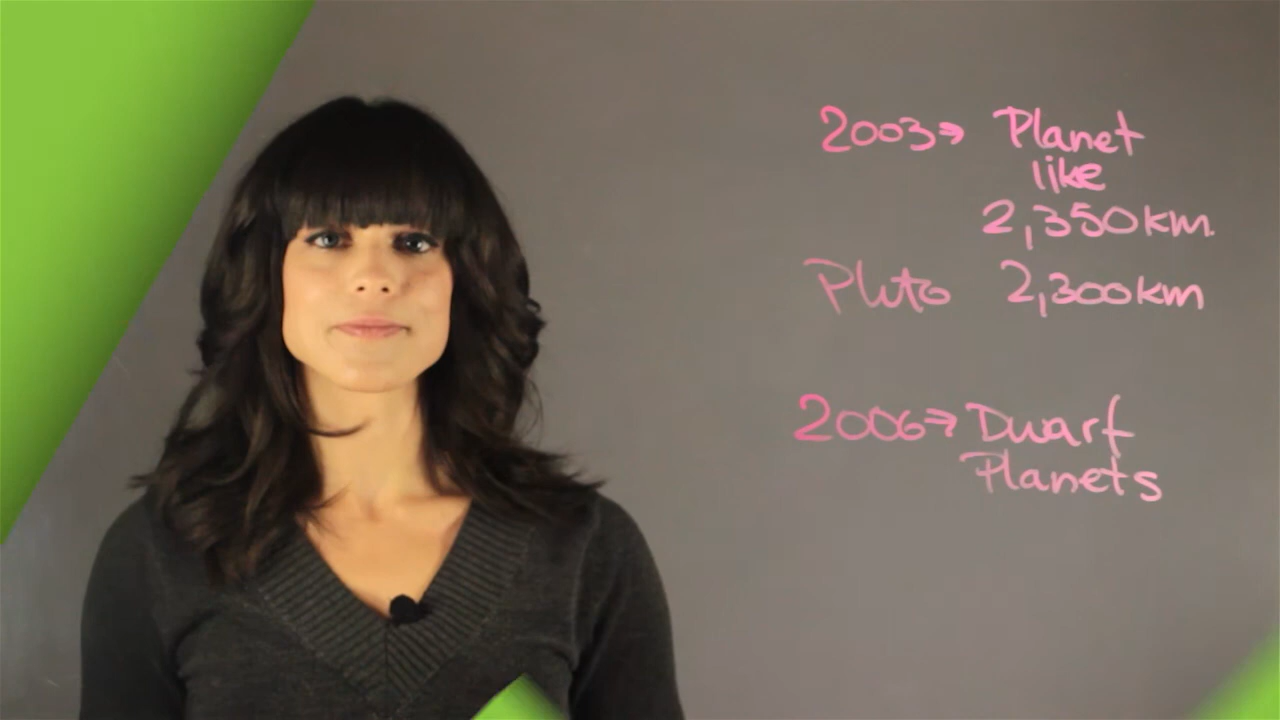 2003→ Planet
like
2,350km.
Pluto 2,300km
2006→ Dwarf
Planets